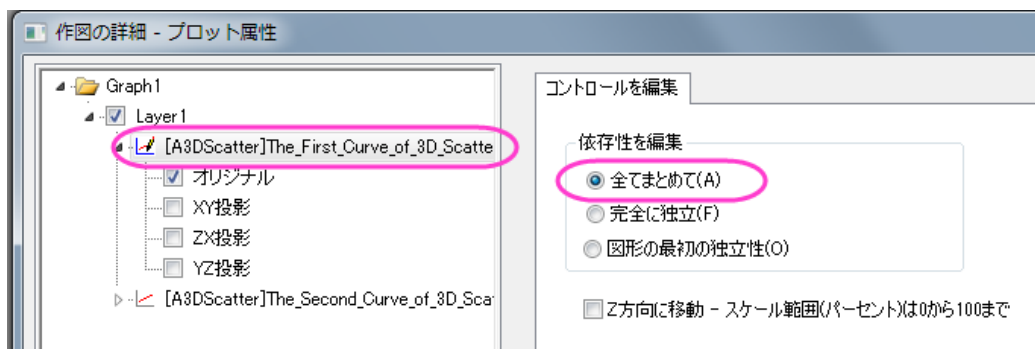 作図の詳細 - プロット属性
Graph1
Layer1
[A3DScatter]The_First_Curve_of_3D_Scatte
オリジナル
XY投影
ZX投影
YZ投影
[A3DScatter]The_Second_Curve_of_3D_Sca
コントロールを編集
依存性を編集
全てまとめて(A)
完全に独立(F)
図形の最初の独立性(O)
Z方向に移動 - スケール範囲(パーセント)は0から100まで